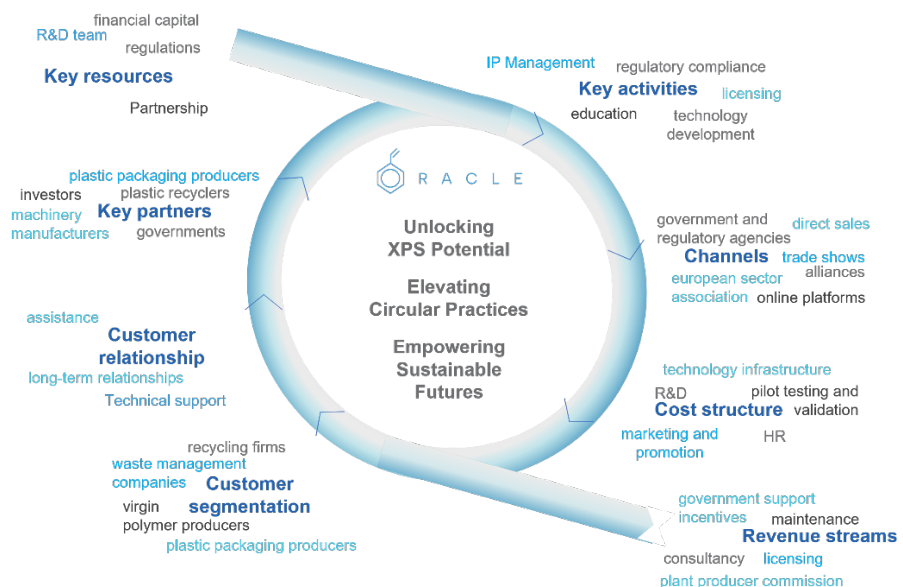 financial capital
R&D team
regulations
Key resources
Partnership
IP Management
regulatory compliance
Key activities
licensing
education
technology
development
plastic packaging producers
investors
plastic recyclers
machinery
manufacturers
Key partners
governments
RACLE
Unlocking
XPS Potential
Elevating
Circular Practices
Empowering
Sustainable
Futures
government and
regulatory agencies
direct sales
Channels
trade shows
alliances
european sector
association
online platforms
assistance
Customer
relationship
long-term relationships
Technical support
technology infrastructure
R&D
pilot testing and
validation
Cost structure
marketing and
promotion
HR
recycling firms
waste management
companies
Customer
segmentation
virgin
polymer producers
plastic packaging producers
government support
incentives
maintenance
Revenue streams
consultancy
licensing
plant producer commission